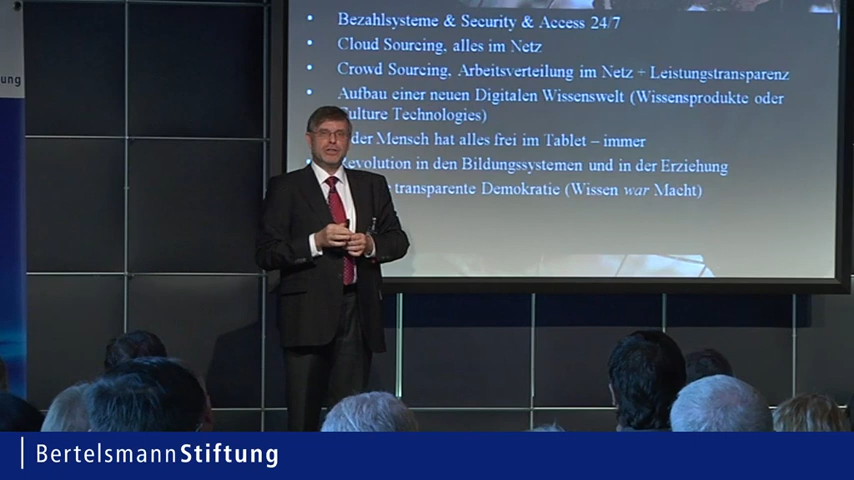 Bezahlsysteme & Security & Access 24/7
Cloud Sourcing, alles im Netz
Crowd Sourcing, Arbeitsverteilung im Netz + Leistungstransparenz
Aufbau einer neuen Digitalen Wissenswelt (Wissensprodukte oder
Culture Technologies)
der Mensch hat alles frei im Tablet – immer
Revolution in den Bildungssystemen und in der Erziehung
transparente Demokratie (Wissen war Macht)
ung
BertelsmannStiftung